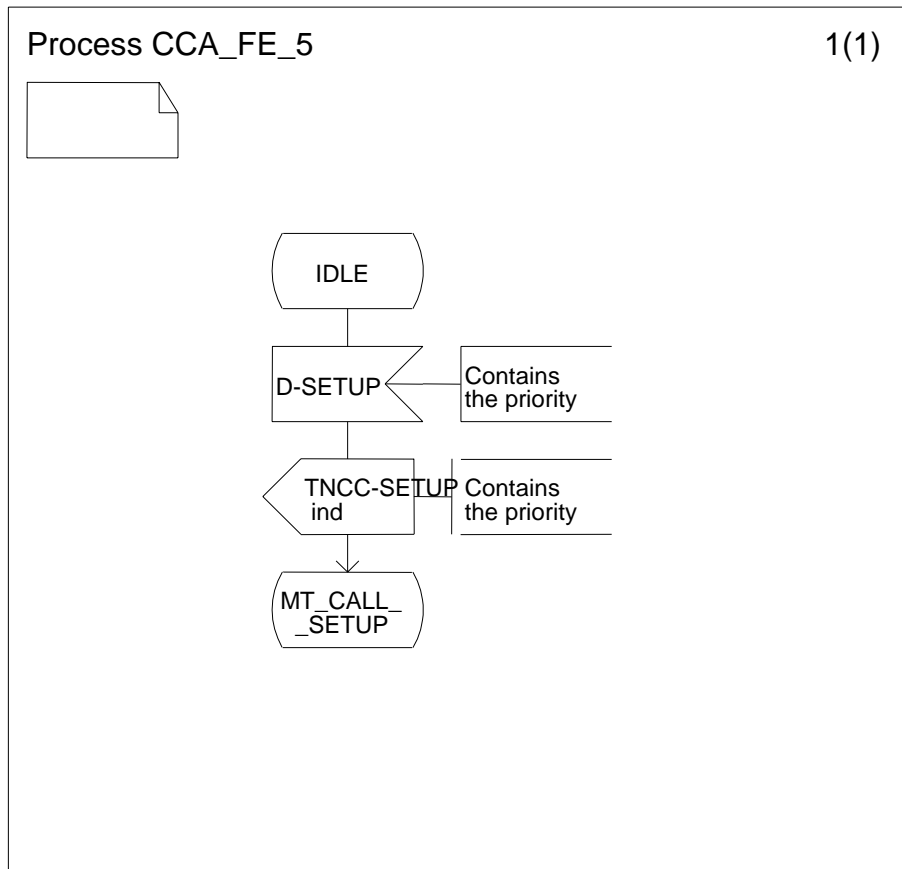 Process CCA_FE_5
1(1)
IDLE
D-SETUP
Contains
the priority
TNCC-SETUP
ind
Contains
the priority
MT_CALL_
_SETUP